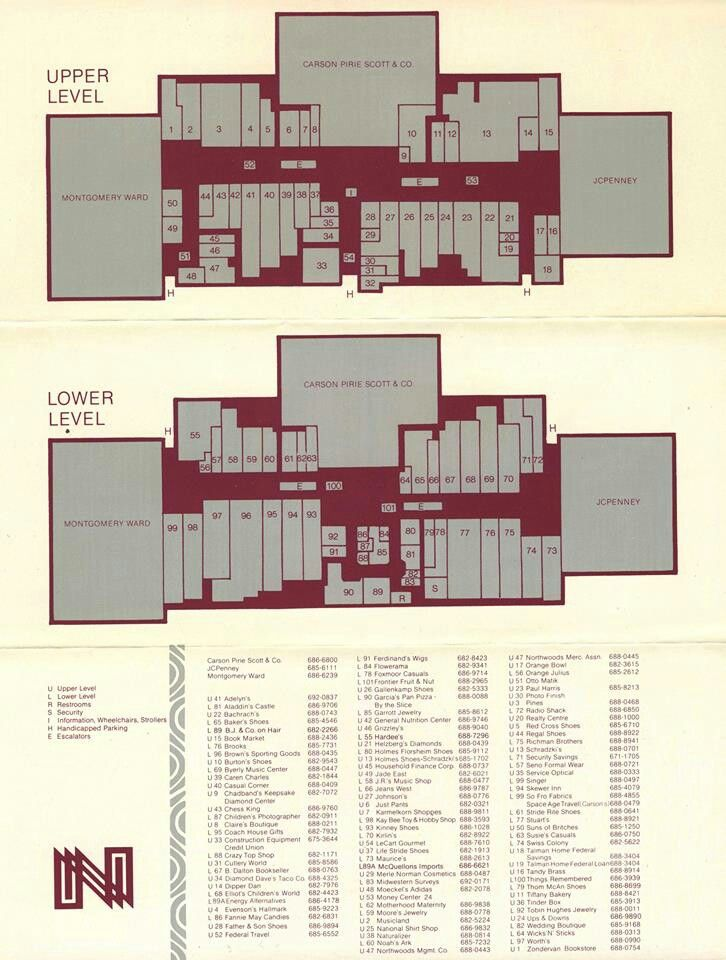 UPPER
LEVEL
CARSON PIRIE SCOTT & CO.
MONTGOMERY WARD
JCPENNEY
1 2 3 4 5 6 7 8 10 11 12 13 14 15
9
52 E E 53
50 44 43 42 41 40 39 38 37 I
36 28 27 26 25 24 23 22 21
49 35 29 20 17 16
45 34 19
46
51 54 30
48 47 33 31 18
32
H H H
LOWER
LEVEL
CARSON PIRIE SCOTT & CO.
MONTGOMERY WARD
JCPENNEY
H H
55 56 57 58 59 60 61 62 63 64 65 66 67 68 69 70 71 72
E 100 101 E
99 98 97 96 95 94 93 92 86 84 80 79 78 77 76 75 74 73
91 87 85 81
88 82
83
90 89 R S
U Upper Level
L Lower Level
R Restrooms
S Security
I Information, Wheelchairs, Strollers
H Handicapped Parking
E Escalators
N
Carson Pirie Scott & Co. 686-6800
JCPenney 685-6111
Montgomery Ward 686-6239
U 41 Adelyn's 692-0837
L 81 Aladdin's Castle 686-9706
U 22 Bachrach's 688-0743
L 65 Baker's Shoes 685-4546
L 89 B.J. & Co. on Hair 682-2266
U 15 Book Market 688-2436
L 76 Brooks 685-7731
L 96 Brown's Sporting Goods 688-0435
U 10 Burton's Shoes 682-9543
L 69 Byerly Music Center 688-0447
U 39 Caren Charles 682-1844
U 40 Casual Corner 688-0409
U 9 Chadband's Keepsake 682-7072
Diamond Center
U 43 Chess King 686-9760
L 87 Children's Photographer 682-0911
U 8 Claire's Boutique 688-0211
L 95 Coach House Gifts 682-7932
U 33 Construction Equipment 675-3644
Credit Union
L 88 Crazy Top Shop 682-1171
U 31 Cutlery World 685-8586
L 67 B. Dalton Bookseller 688-0763
U 34 Diamond Dave's Taco Co. 688-4325
U 14 Dipper Dan 682-7976
L 68 Elliot's Children's World 682-4423
L89A Energy Alternatives 686-4178
U 4 Evenson's Hallmark 685-9223
L 86 Fannie May Candies 682-6831
U 28 Father & Son Shoes 686-9894
U 52 Federal Travel 685-6552
L 91 Ferdinand's Wigs 682-8423
L 84 Flowerama 682-9341
L 78 Foxmoor Casuals 686-9714
L 101 Frontier Fruit & Nut 688-2965
U 26 Gallenkamp Shoes 682-5333
L 90 Garcia's Pan Pizza - 688-0088
By the Slice
L 85 Garrott Jewelry 685-8612
U 42 General Nutrition Center 686-9746
U 46 Grizzley's 688-9040
L 55 Hardee's 688-7296
U 21 Helzberg's Diamonds 688-0439
L 80 Holmes Florsheim Shoes 685-9112
U 13 Holmes Shoes-Schradzki's 685-1702
U 45 Household Finance Corp. 688-0737
U 49 Jade East 682-6021
L 58 J.R.'s Music Shop 688-0477
L 66 Jeans West 686-9787
U 27 Johnson's 688-0776
U 6 Just Pants 682-0321
U 7 Karmelkorn Shoppes 688-9811
L 98 Kay Bee Toy & Hobby Shop 688-3593
L 93 Kinney Shoes 686-1028
L 70 Kirlin's 682-8922
U 54 LeCart Gourmet 688-7610
U 37 Life Stride Shoes 682-1913
L 73 Maurice's 688-2613
L89A McQuellons Imports 686-6621
U 29 Merle Norman Cosmetics 688-0487
L 83 Midwestern Surveys 692-0171
U 48 Moeckel's Adidas 682-2078
U 53 Money Center 24
L 62 Motherhood Maternity 686-9838
L 59 Moore's Jewelry 688-0778
U 2 Musicland 682-5224
U 25 National Shirt Shop 686-9832
U 38 Naturalizer 688-0814
L 60 Noah's Ark 685-7232
U 47 Northwoods Mgmt. Co. 688-0443
U 47 Northwoods Merc. Assn. 688-0445
U 17 Orange Bowl 682-3615
L 56 Orange Julius 685-2612
U 51 Otto Matik
U 23 Paul Harris 685-8213
U 30 Photo Finish
U 3 Pines 688-0468
L 72 Radio Shack 688-6850
U 20 Realty Centre 688-1000
U 5 Red Cross Shoes 685-6710
U 44 Regal Shoes 688-8922
L 75 Richman Brothers 688-8941
U 13 Schradzki's 688-0701
L 71 Security Savings 671-1705
L 57 Seno Formal Wear 688-0721
U 35 Service Optical 688-0333
L 99 Singer 688-0497
L 94 Skewer Inn 685-4079
L 99 So Fro Fabrics 688-4855
Space Age Travel (Carson's) 688-0479
L 61 Stride Rite Shoes 688-0641
L 77 Stuart's 688-8921
U 50 Suns of Britches 685-1250
L 63 Susie's Casuals 686-0750
L 74 Swiss Colony 682-5622
U 18 Talman Home Federal
Savings 688-3404
U 19 Talman Home Federal Loan 688-3404
U 16 Tandy Brass 688-8914
L 100 Things Remembered 686-3939
L 79 Thom McAn Shoes 686-8699
U 11 Tiffany Bakery 688-8421
U 36 Tinder Box 685-3913
L 92 Tobin Hughes Jewelry 688-0011
U 24 Ups & Downs 686-9890
L 82 Wedding Boutique 685-9168
L 64 Wicks 'N' Sticks 688-0313
L 97 Worth's 688-0990
U 1 Zondervan Bookstore 688-0754